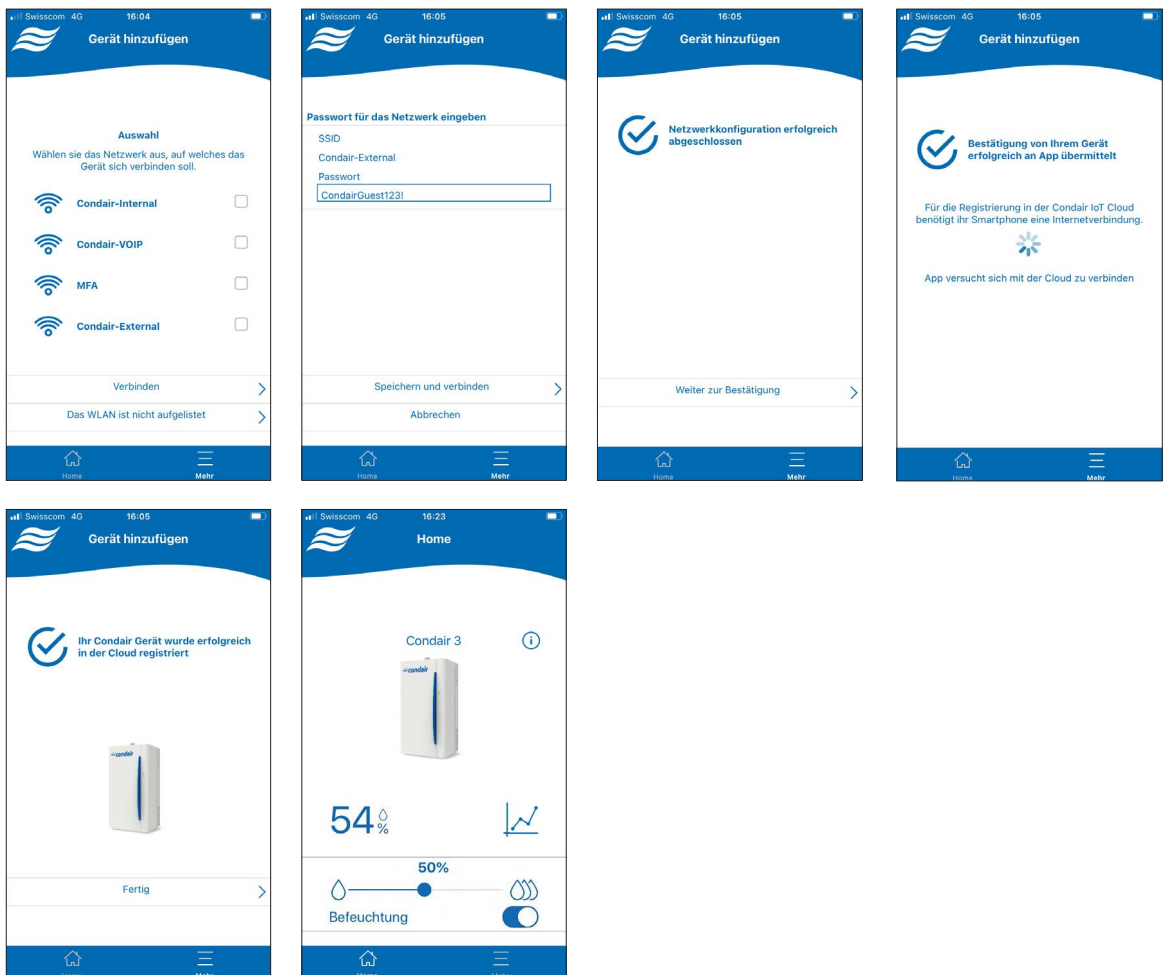 Swisscom 4G 16:04
Gerät hinzufügen
Auswahl
Wählen sie das Netzwerk aus, auf welches das
Gerät sich verbinden soll.
Condair-Internal
Condair-VOIP
MFA
Condair-External
Verbinden
Das WLAN ist nicht aufgelistet
Home Mehr
Swisscom 4G 16:05
Gerät hinzufügen
Passwort für das Netzwerk eingeben
SSID
Condair-External
Passwort
CondairGuest123!
Speichern und verbinden
Abbrechen
Home Mehr
Swisscom 4G 16:05
Gerät hinzufügen
Netzwerkkonfiguration erfolgreich
abgeschlossen
Weiter zur Bestätigung
Home Mehr
Swisscom 4G 16:05
Gerät hinzufügen
Bestätigung von Ihrem Gerät
erfolgreich an App übermittelt
Für die Registrierung in der Condair IoT Cloud
benötigt ihr Smartphone eine Internetverbindung.
App versucht sich mit der Cloud zu verbinden
Home Mehr
Swisscom 4G 16:05
Gerät hinzufügen
Ihr Condair Gerät wurde erfolgreich
in der Cloud registriert
condair
Fertig
Home Mehr
Swisscom 4G 16:23
Home
Condair 3
condair
54 %
50%
Befeuchtung
Home Mehr